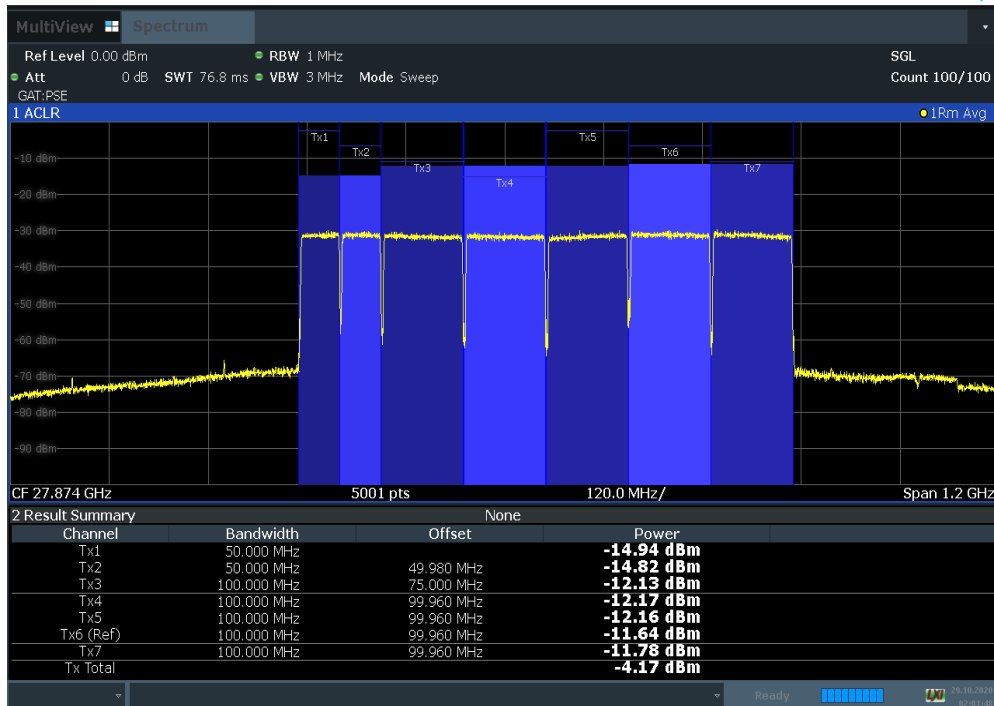 MultiView Spectrum
Ref Level 0.00 dBm RBW 1 MHz SGL
Att 0 dB SWT 76.8 ms VBW 3 MHz Mode Sweep Count 100/100
GAT:PSE
1 ACLR 1Rm Avg
Tx1 Tx5
Tx2 Tx6
-10 dBm
Tx3 Tx7
Tx4
-20 dBm
-30 dBm
-40 dBm
-50 dBm
-60 dBm
-70 dBm
-80 dBm
-90 dBm
CF 27.874 GHz 5001 pts 120.0 MHz/ Span 1.2 GHz
2 Result Summary None
Channel Bandwidth Offset Power
Tx1 50.000 MHz -14.94 dBm
Tx2 50.000 MHz 49.980 MHz -14.82 dBm
Tx3 100.000 MHz 75.000 MHz -12.13 dBm
Tx4 100.000 MHz 99.960 MHz -12.17 dBm
Tx5 100.000 MHz 99.960 MHz -12.16 dBm
Tx6 (Ref) 100.000 MHz 99.960 MHz -11.64 dBm
Tx7 100.000 MHz 99.960 MHz -11.78 dBm
Tx Total -4.17 dBm
Ready LXI 29.10.2020